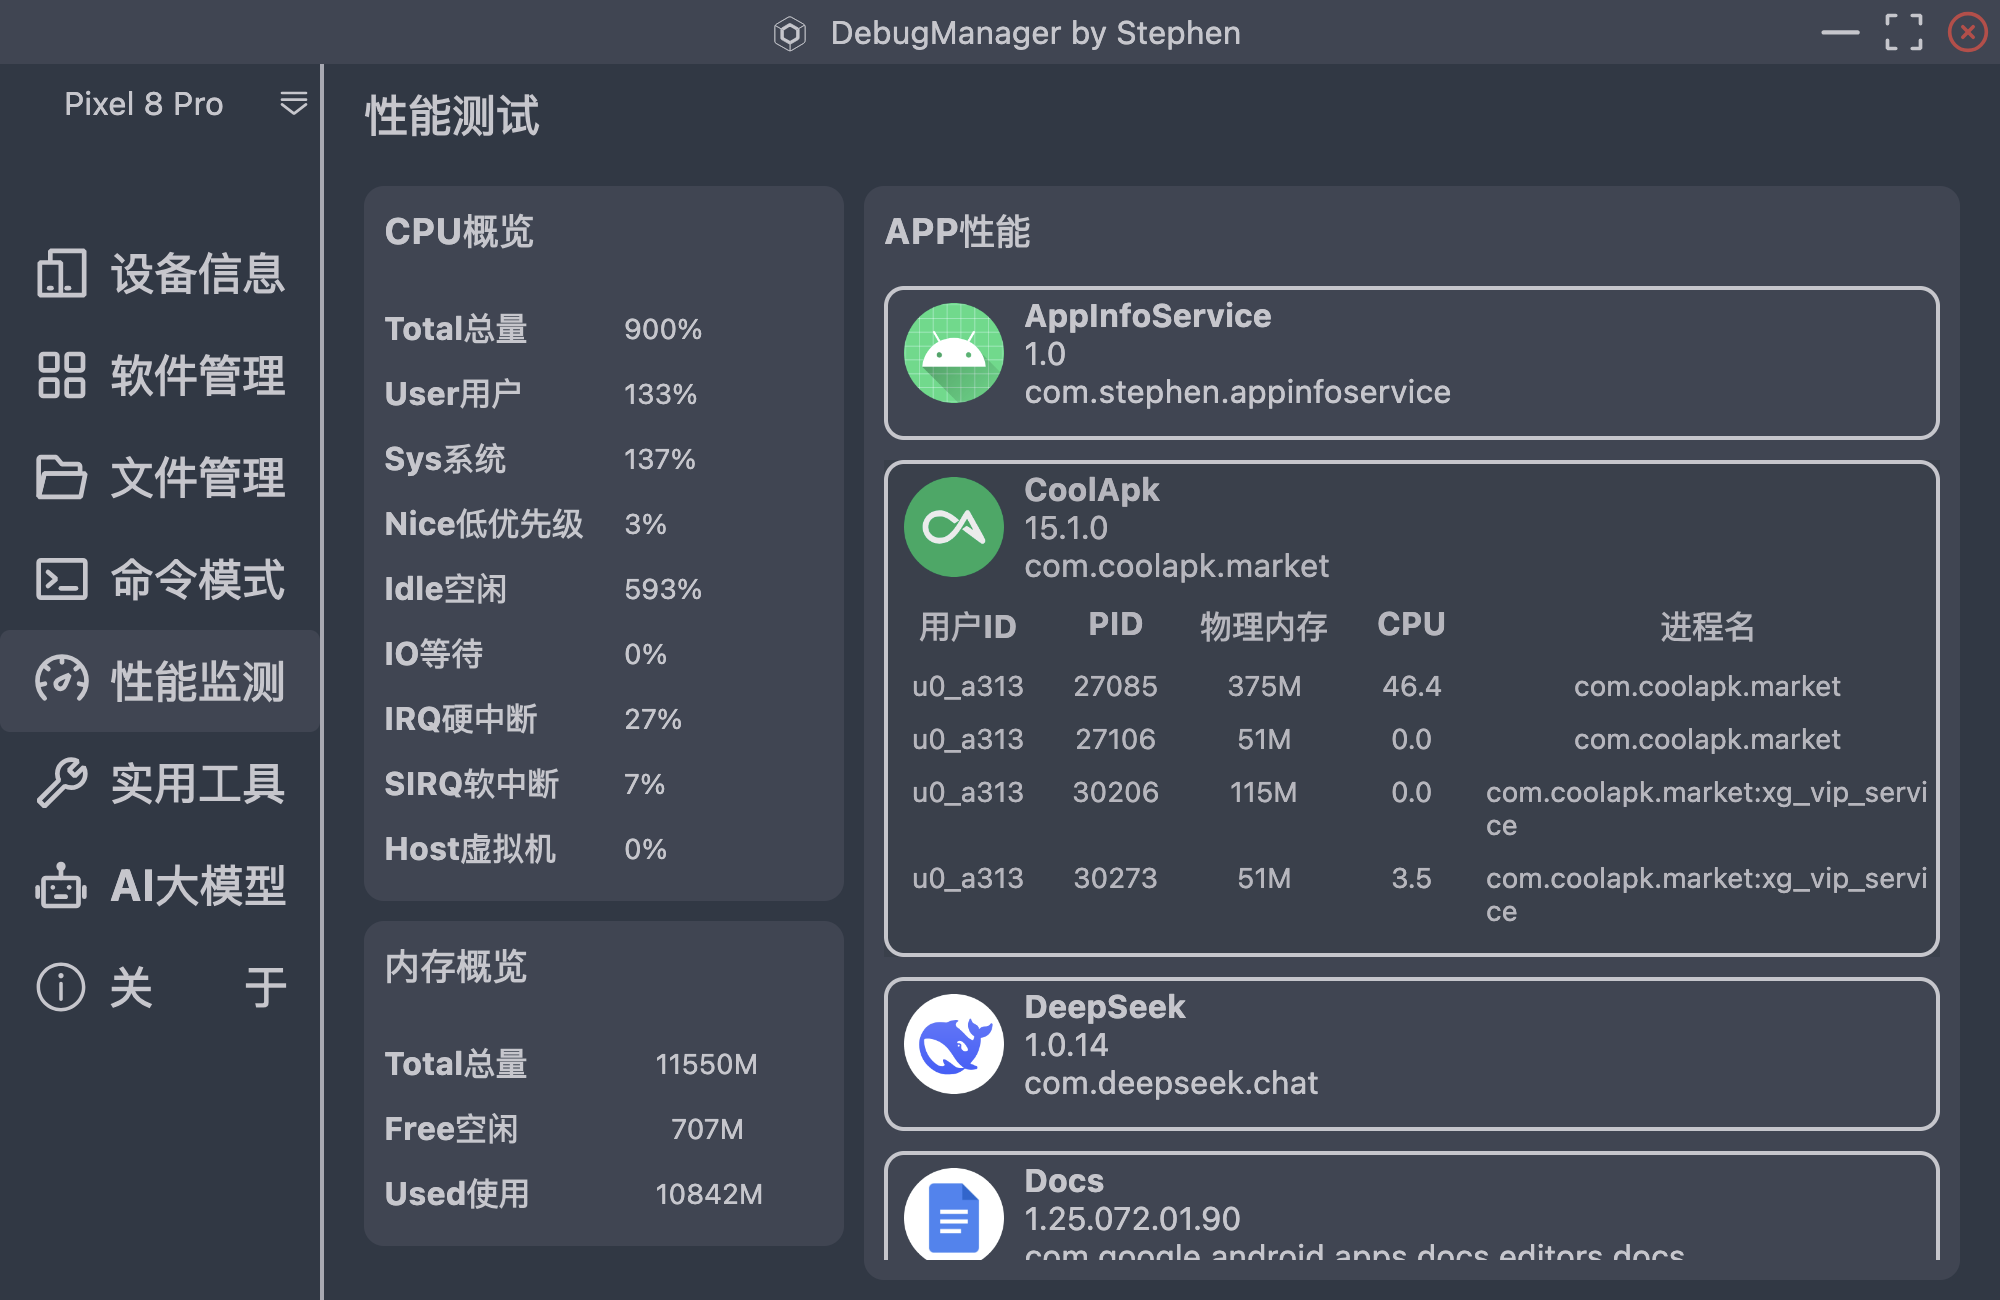 DebugManager by Stephen
Pixel 8 Pro
设备信息
软件管理
文件管理
命令模式
性能监测
实用工具
AI大模型
关 于
性能测试
CPU概览
Total总量 900%
User用户 133%
Sys系统 137%
Nice低优先级 3%
Idle空闲 593%
IO等待 0%
IRQ硬中断 27%
SIRQ软中断 7%
Host虚拟机 0%
内存概览
Total总量 11550M
Free空闲 707M
Used使用 10842M
APP性能
AppInfoService
1.0
com.stephen.appinfoservice
CoolApk
15.1.0
com.coolapk.market
用户ID PID 物理内存 CPU 进程名
u0_a313 27085 375M 46.4 com.coolapk.market
u0_a313 27106 51M 0.0 com.coolapk.market
u0_a313 30206 115M 0.0 com.coolapk.market:xg_vip_servi
ce
u0_a313 30273 51M 3.5 com.coolapk.market:xg_vip_servi
ce
DeepSeek
1.0.14
com.deepseek.chat
Docs
1.25.072.01.90
com.google.android.apps.docs.editors.docs